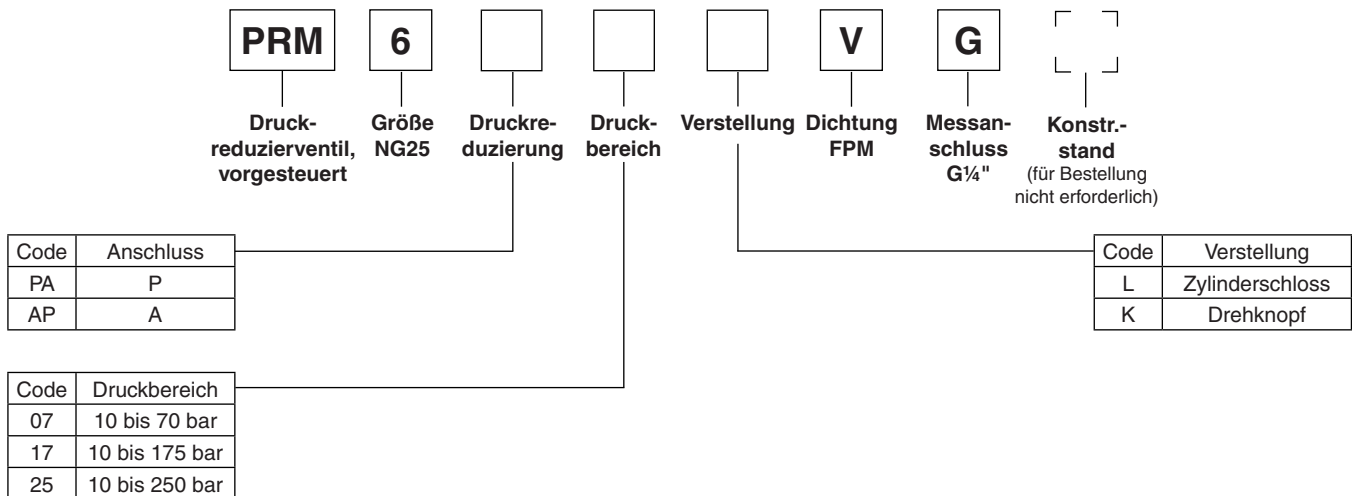 PRM 6 V G
Druck-
reduzierventil,
vorgesteuert
Größe
NG25
Druckre-
duzierung
Druck-
bereich
Verstellung
Dichtung
FPM
Messan-
schluss
G¼"
Konstr.-
stand
(für Bestellung
nicht erforderlich)
Code Anschluss
PA P
AP A
Code Verstellung
L Zylinderschloss
K Drehknopf
Code Druckbereich
07 10 bis 70 bar
17 10 bis 175 bar
25 10 bis 250 bar